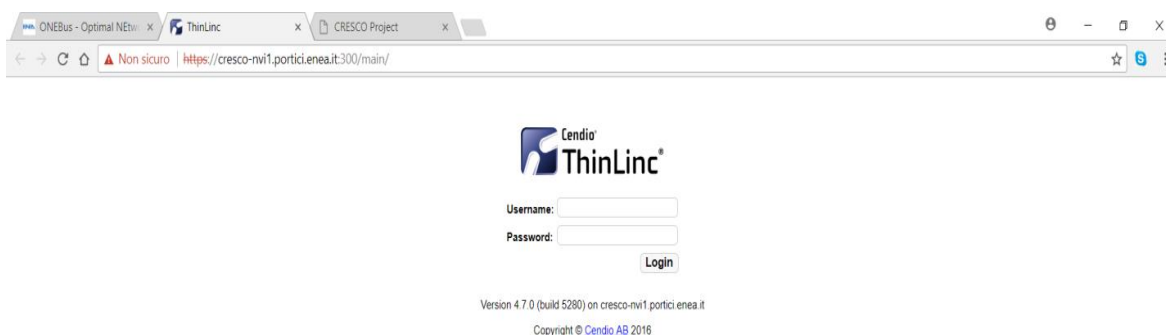 ENEA ONEBus - Optimal NEtw
ThinLinc
CRESCO Project
Non sicuro | https://cresco-nvi1.portici.enea.it:300/main/
Cendio®
ThinLinc®
Username:
Password:
Login
Version 4.7.0 (build 5280) on cresco-nvi1.portici.enea.it
Copyright © Cendio AB 2016